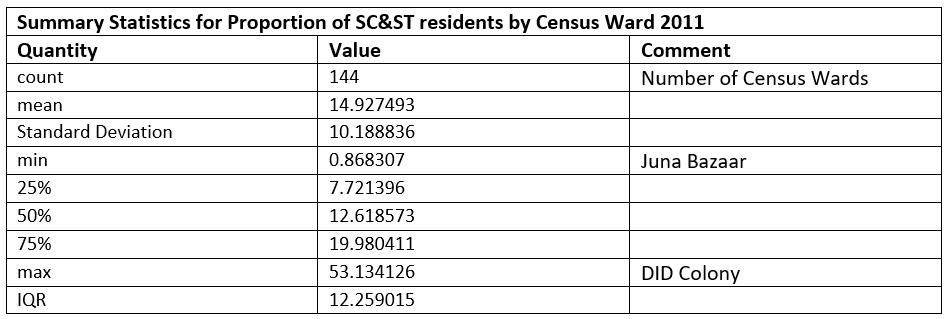 Summary Statistics for Proportion of SC&ST residents by Census Ward 2011
Quantity Value Comment
count 144 Number of Census Wards
mean 14.927493
Standard Deviation 10.188836
min 0.868307 Juna Bazaar
25% 7.721396
50% 12.618573
75% 19.980411
max 53.134126 DID Colony
IQR 12.259015